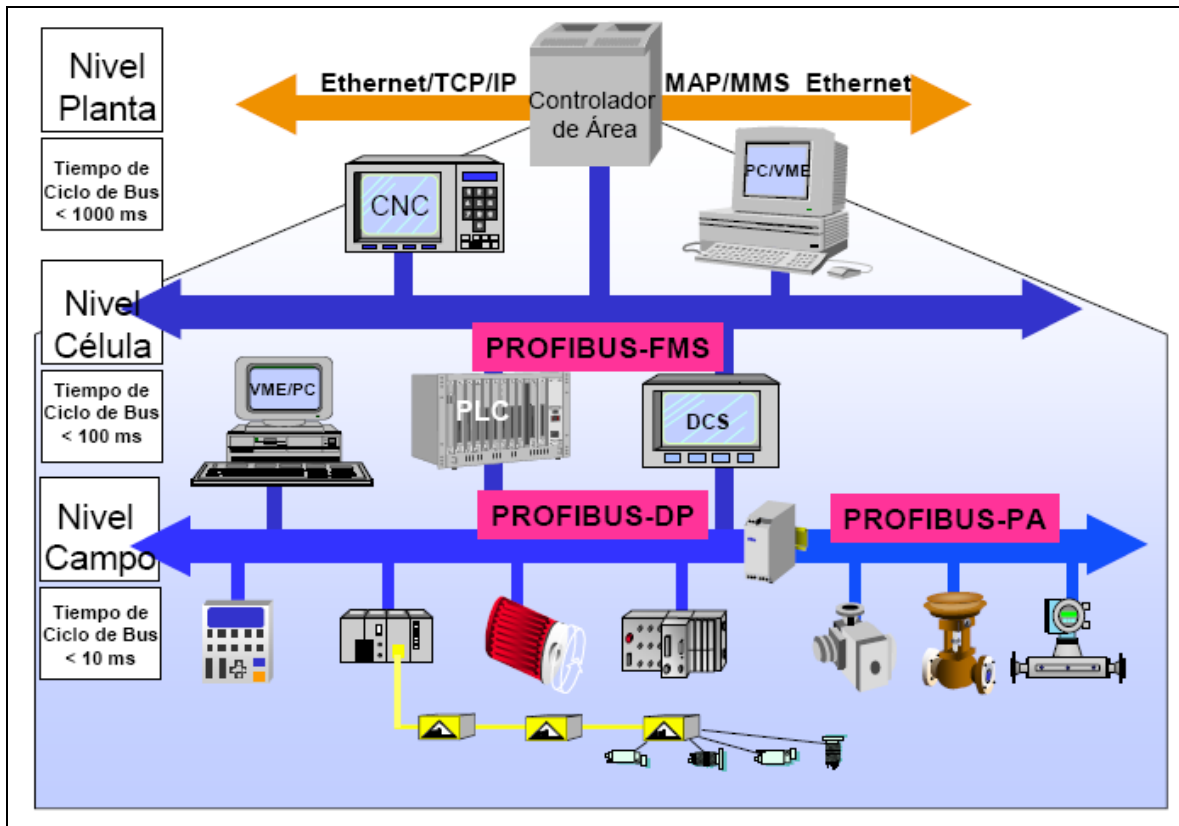 Nivel
Planta
Ethernet/TCP/IP
MAP/MMS Ethernet
Controlador
de Área
Tiempo de
Ciclo de Bus
< 1000 ms
CNC
PC/VME
Nivel
Célula
PROFIBUS-FMS
Tiempo de
Ciclo de Bus
< 100 ms
VME/PC
PLC
DCS
Nivel
Campo
PROFIBUS-DP
PROFIBUS-PA
Tiempo de
Ciclo de Bus
< 10 ms